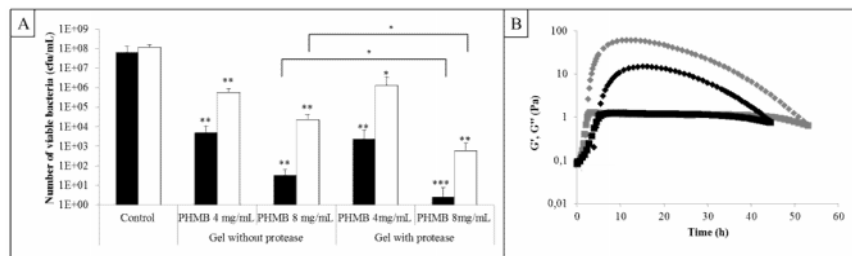 A
Number of viable bacteria (cfu/mL)
1E+09
1E+08
1E+07
1E+06
1E+05
1E+04
1E+03
1E+02
1E+01
1E+00
**
**
**
**
**
*
***
**
*
*
Control
PHMB 4 mg/mL
PHMB 8 mg/mL
PHMB 4mg/mL
PHMB 8mg/mL
Gel without protease
Gel with protease
B
G', G'' (Pa)
100
10
1
0,1
0,01
0
10
20
30
40
50
60
Time (h)